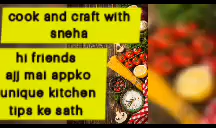 cook and craft with
sneha
hi friends
ajj mai appko
unique kitchen
tips ke sath